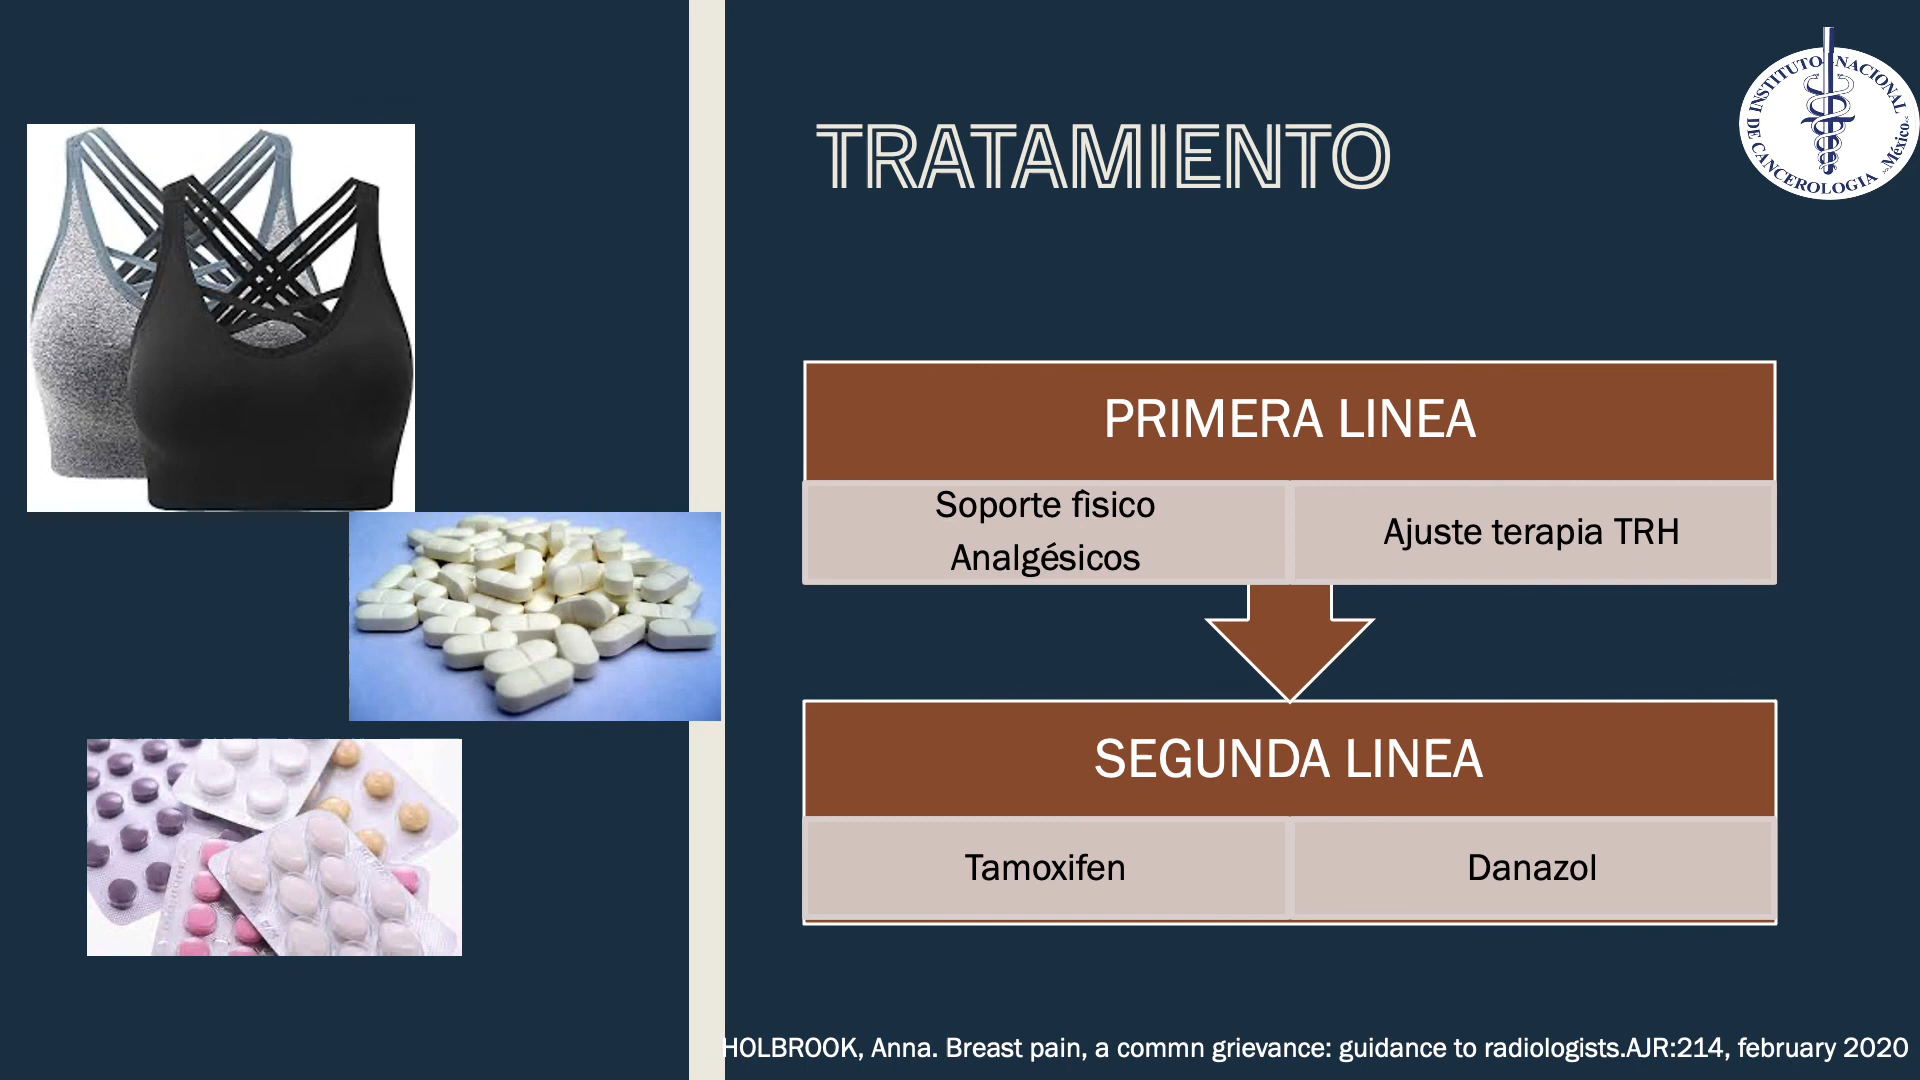 TRATAMIENTO
INSTITUTO NACIONAL
DE CANCEROLOGIA
México
PRIMERA LINEA
Soporte fìsico
Analgésicos
Ajuste terapia TRH
SEGUNDA LINEA
Tamoxifen
Danazol
HOLBROOK, Anna. Breast pain, a commn grievance: guidance to radiologists.AJR:214, february 2020